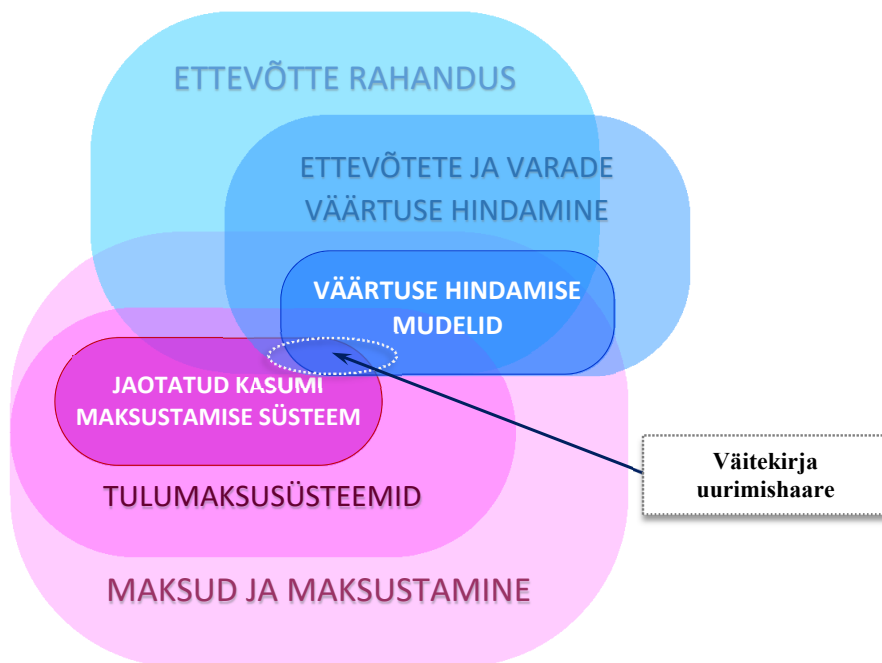 ETTEVÕTTE RAHANDUS
ETTEVÕTETE JA VARADE
VÄÄRTUSE HINDAMINE
VÄÄRTUSE HINDAMISE
MUDELID
JAOTATUD KASUMI
MAKSUSTAMISE SÜSTEEM
Väitekirja
uurimishaare
TULUMAKSUSÜSTEEMID
MAKSUD JA MAKSUSTAMINE